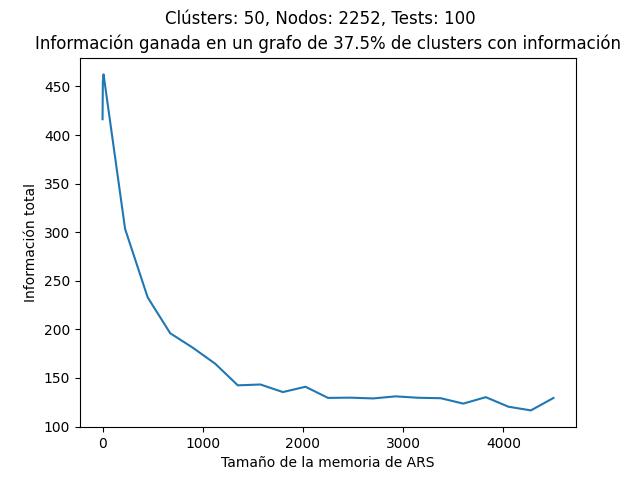 Clústers: 50, Nodos: 2252, Tests: 100
Información ganada en un grafo de 37.5% de clusters con información
450
400
350
300
250
200
150
100
Información total
0 1000 2000 3000 4000
Tamaño de la memoria de ARS